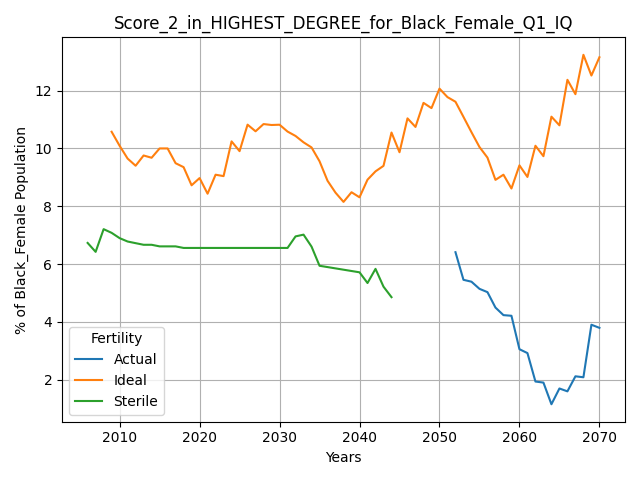 Score_2_in_HIGHEST_DEGREE_for_Black_Female_Q1_IQ
% of Black_Female Population
12
10
8
6
4
2
Fertility
Actual
Ideal
Sterile
2010 2020 2030 2040 2050 2060 2070
Years